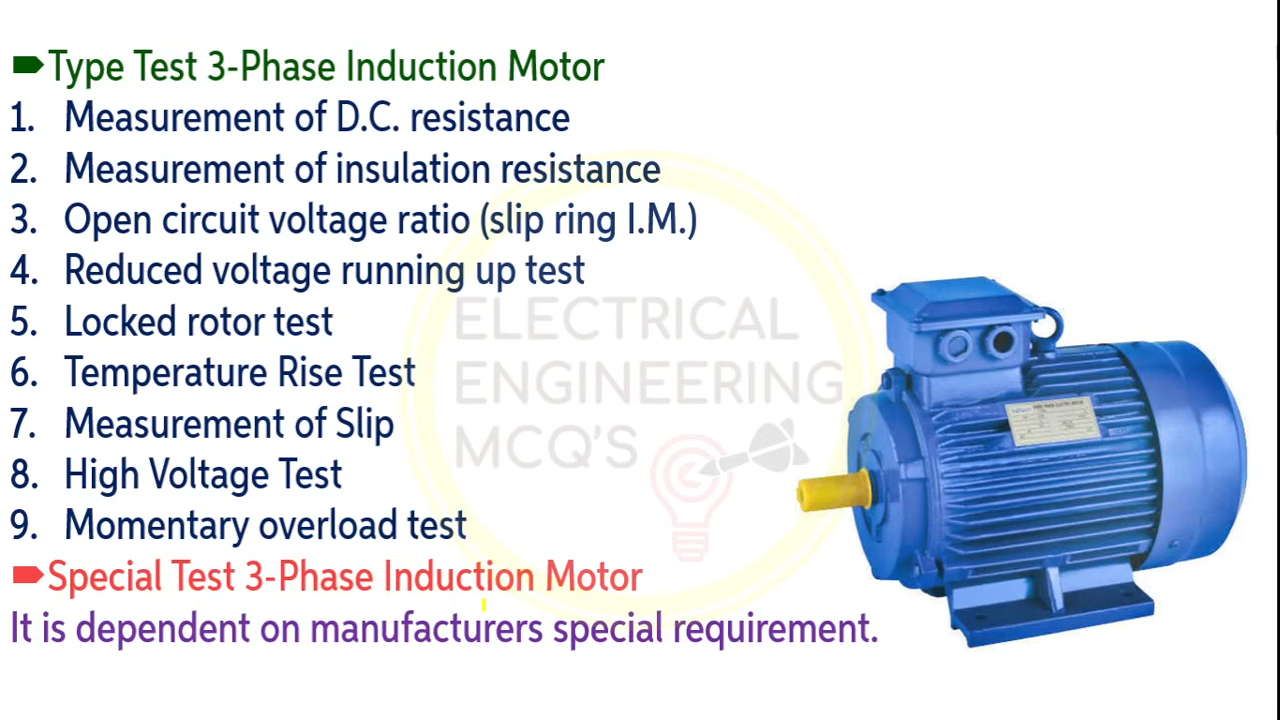 Type Test 3-Phase Induction Motor
1. Measurement of D.C. resistance
2. Measurement of insulation resistance
3. Open circuit voltage ratio (slip ring I.M.)
4. Reduced voltage running up test
5. Locked rotor test
6. Temperature Rise Test
7. Measurement of Slip
8. High Voltage Test
9. Momentary overload test
Special Test 3-Phase Induction Motor
It is dependent on manufacturers special requirement.
ELECTRICAL
ENGINEERING
MCQ'S